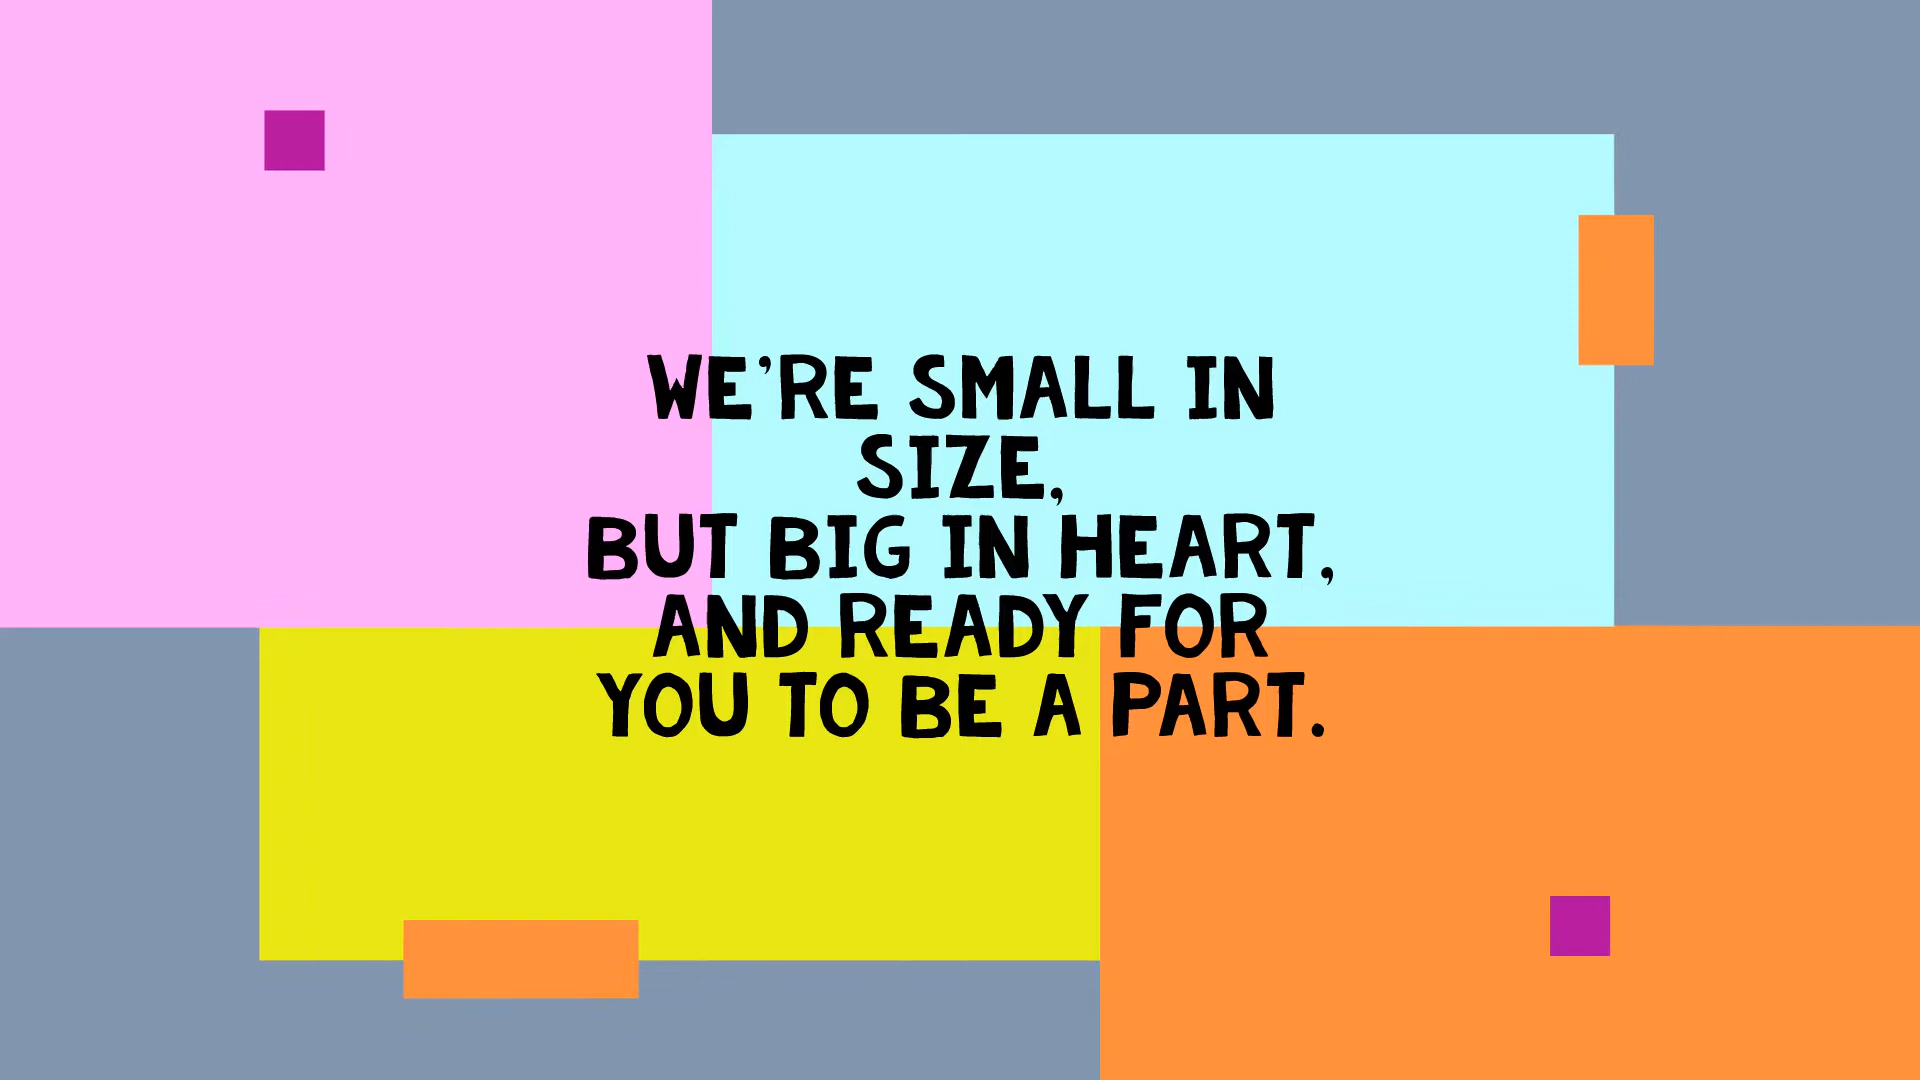 WE'RE SMALL IN
SIZE,
BUT BIG IN HEART,
AND READY FOR
YOU TO BE A PART.